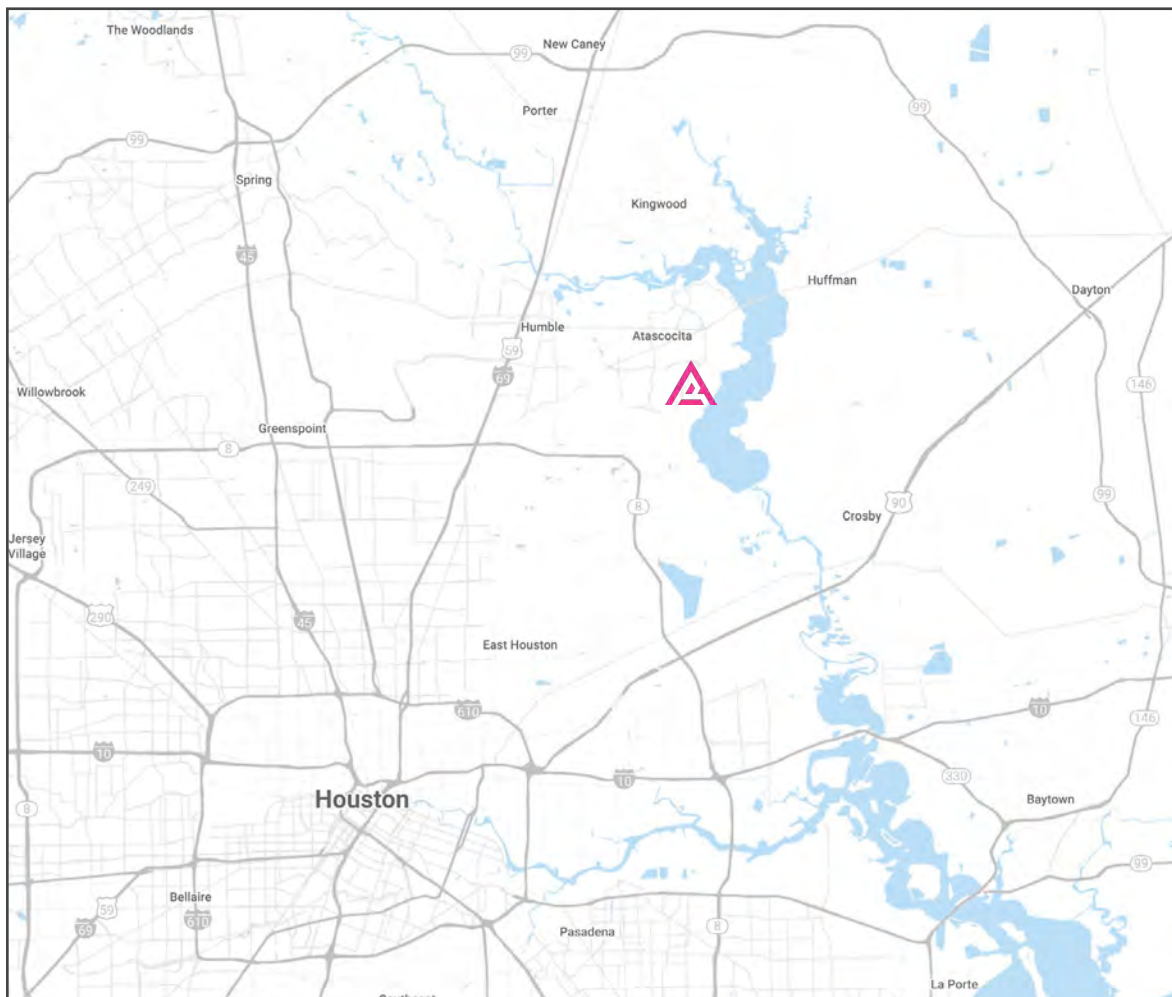 The Woodlands
New Caney
99
Porter
99
99
Spring
Kingwood
45
Huffman
Dayton
Humble
Atascocita
59
69
146
Willowbrook
Greenspoint
8
249
99
90
8
Crosby
Jersey
Village
290
45
East Houston
610
10
146
10
10
330
Houston
8
Baytown
99
Bellaire
59
610
69
8
Pasadena
La Porte